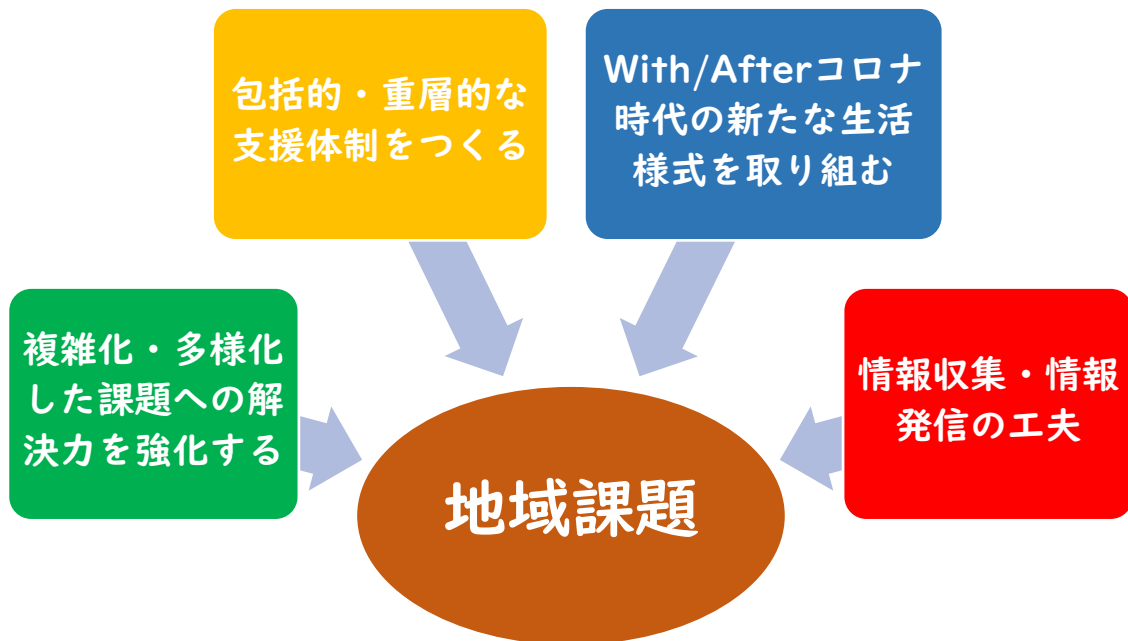 包括的・重層的な
支援体制をつくる
With/Afterコロナ
時代の新たな生活
様式を取り組む
複雑化・多様化
した課題への解
決力を強化する
情報収集・情報
発信の工夫
地域課題